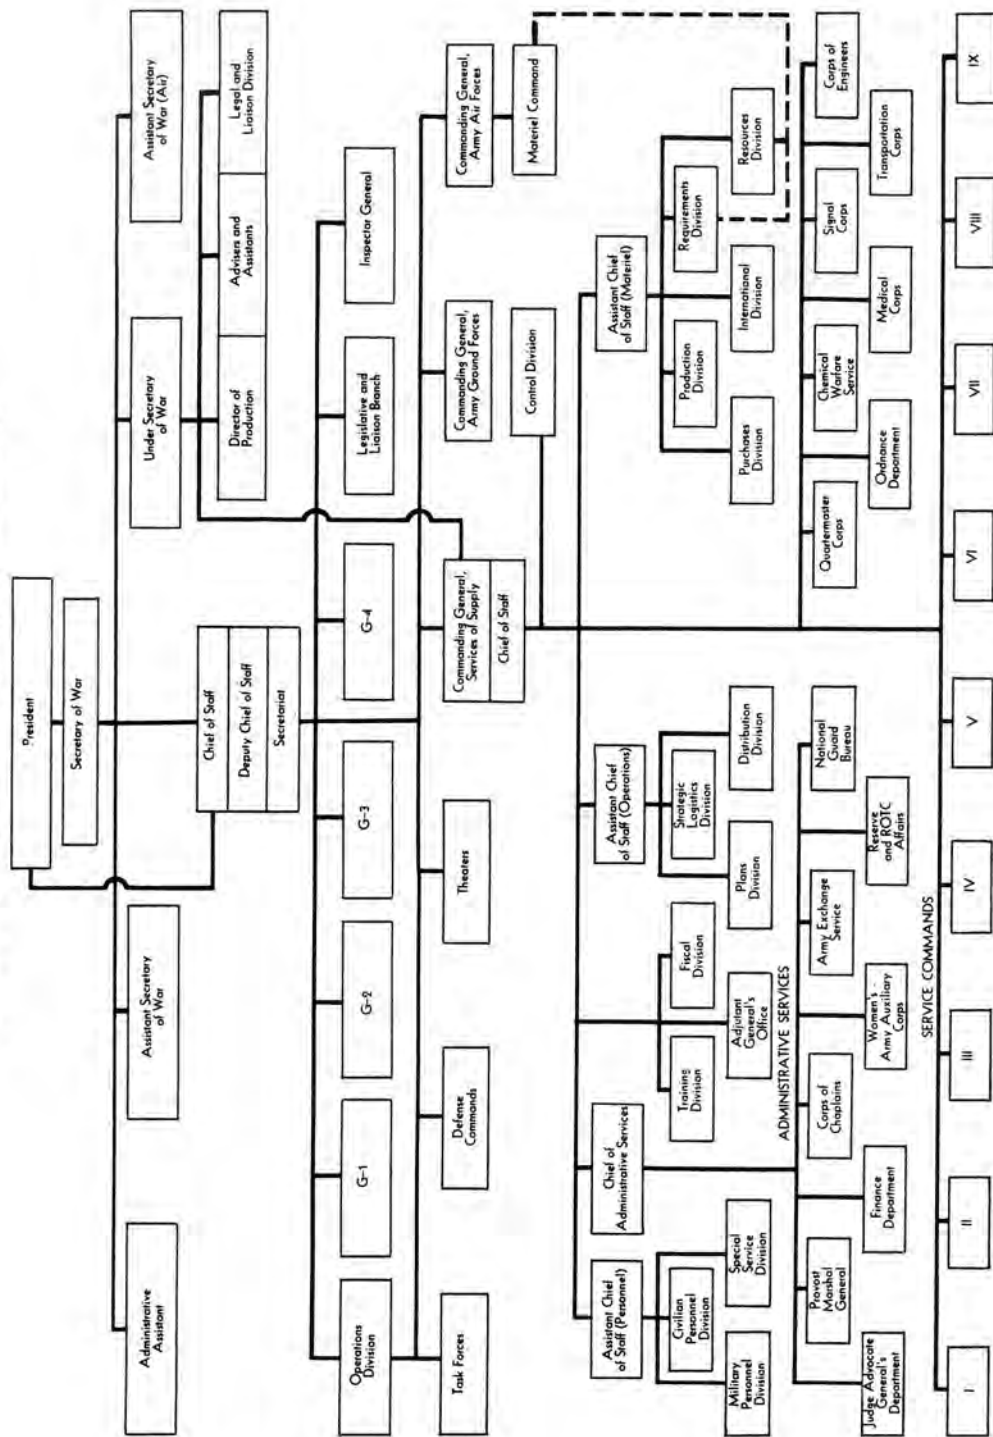 President
Secretary of War
Administrative
Assistant
Assistant Secretary
of War
Under Secretary
of War
Assistant Secretary
of War (Air)
Chief of Staff
Deputy Chief of Staff
Secretariat
Director of
Production
Advisers and
Assistants
Legal and
Liaison Division
Operations
Division
G-1
G-2
G-3
G-4
Legislative and
Liaison Branch
Inspector General
Task Forces
Defense
Commands
Theaters
Commanding General,
Services of Supply
Chief of Staff
Commanding General,
Army Ground Forces
Commanding General,
Army Air Forces
Control Division
Materiel Command
Assistant Chief
of Staff (Personnel)
Chief of
Administrative Services
Assistant Chief
of Staff (Operations)
Assistant Chief
of Staff (Materiel)
Civilian
Personnel
Division
Training
Division
Fiscal
Division
Strategic
Logistics
Division
Production
Division
Requirements
Division
Military
Personnel
Division
Special
Service
Division
Adjutant
General's
Office
Plans
Division
Distribution
Division
Purchases
Division
International
Division
Resources
Division
ADMINISTRATIVE SERVICES
Provost
Marshal
General
Corps of
Chaplains
Army Exchange
Service
National
Guard
Bureau
Quartermaster
Corps
Chemical
Warfare
Service
Signal
Corps
Corps of
Engineers
Judge Advocate
General's
Department
Finance
Department
Women's
Army Auxiliary
Corps
Reserve
and ROTC
Affairs
Ordnance
Department
Medical
Corps
Transportation
Corps
SERVICE COMMANDS
I
II
III
IV
V
VI
VII
VIII
IX